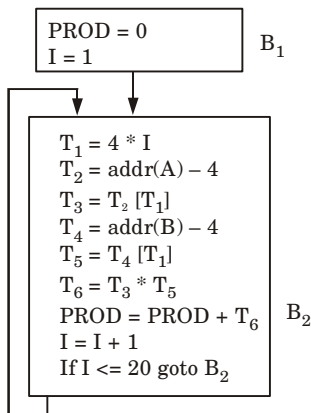 PROD = 0
I = 1
B₁
T₁ = 4 * I
T₂ = addr(A) – 4
T₃ = T₂ [T₁]
T₄ = addr(B) – 4
T₅ = T₄ [T₁]
T₆ = T₃ * T₅
PROD = PROD + T₆
I = I + 1
If I <= 20 goto B₂
B₂